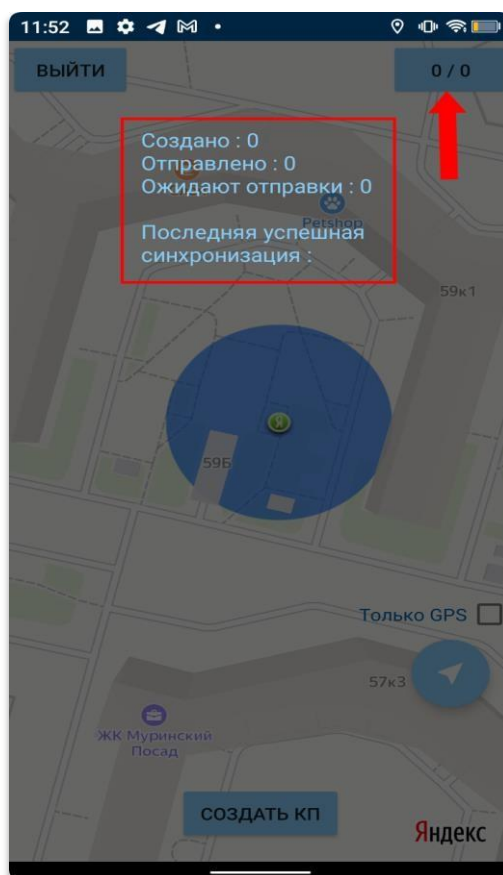 11:52
ВЫЙТИ
0 / 0
Создано : 0
Отправлено : 0
Ожидают отправки : 0
Petshop
Последняя успешная
синхронизация :
59к1
59Б
Только GPS
57к3
ЖК Муринский
Посад
СОЗДАТЬ КП
Яндекс